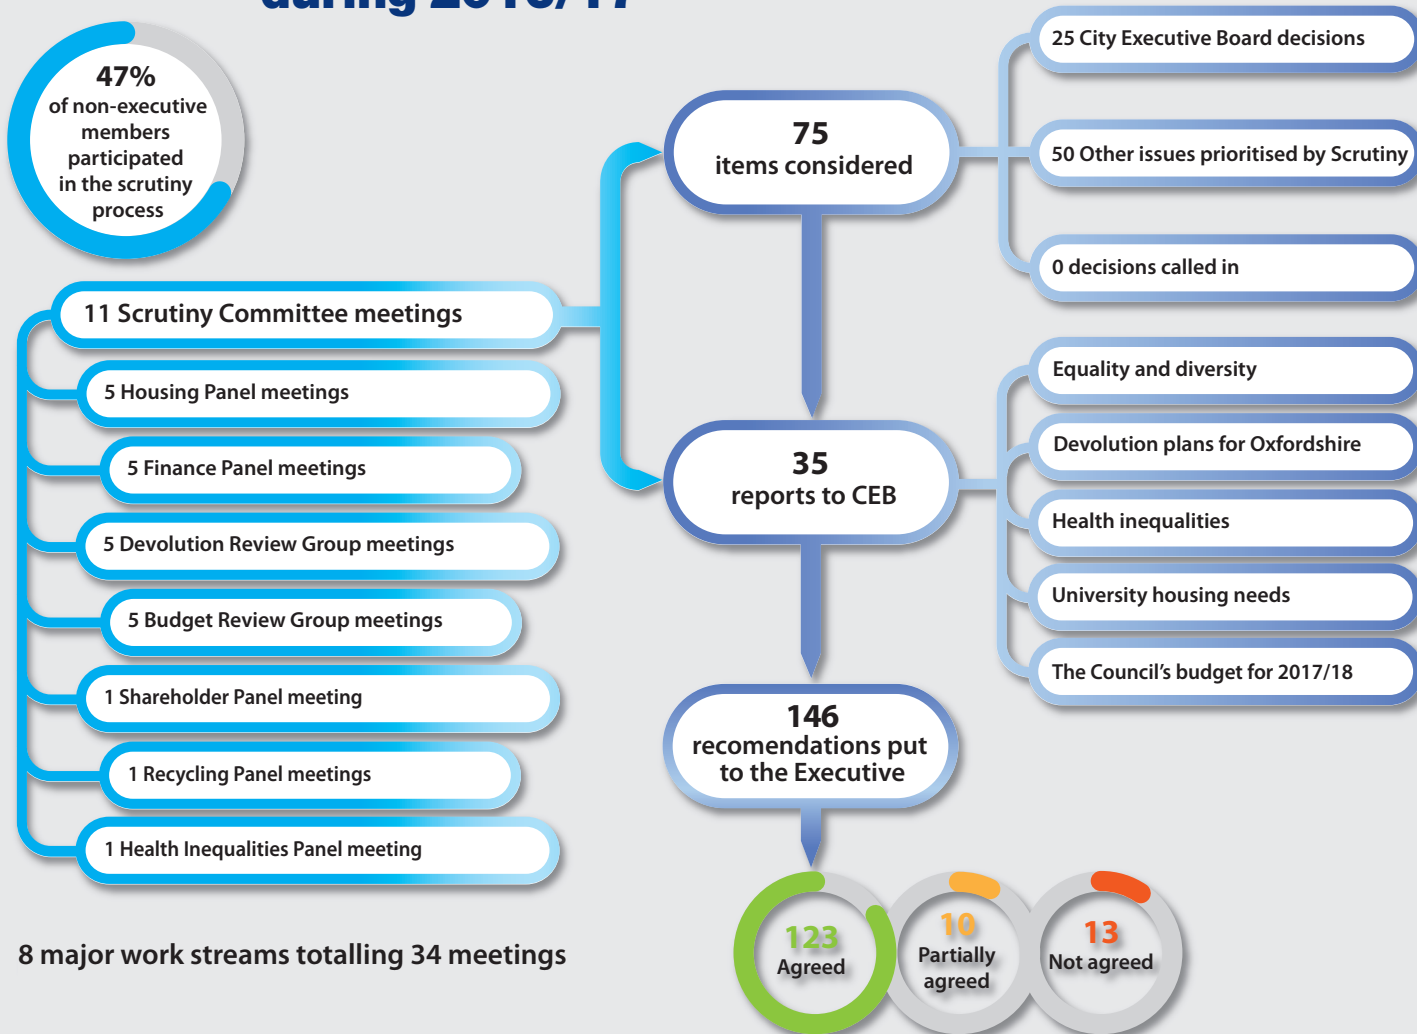 during 2016/17
47%
of non-executive
members
participated
in the scrutiny
process
11 Scrutiny Committee meetings
5 Housing Panel meetings
5 Finance Panel meetings
5 Devolution Review Group meetings
5 Budget Review Group meetings
1 Shareholder Panel meeting
1 Recycling Panel meetings
1 Health Inequalities Panel meeting
8 major work streams totalling 34 meetings
75
items considered
25 City Executive Board decisions
50 Other issues prioritised by Scrutiny
0 decisions called in
35
reports to CEB
Equality and diversity
Devolution plans for Oxfordshire
Health inequalities
University housing needs
The Council's budget for 2017/18
146
recomendations put
to the Executive
123
Agreed
10
Partially
agreed
13
Not agreed